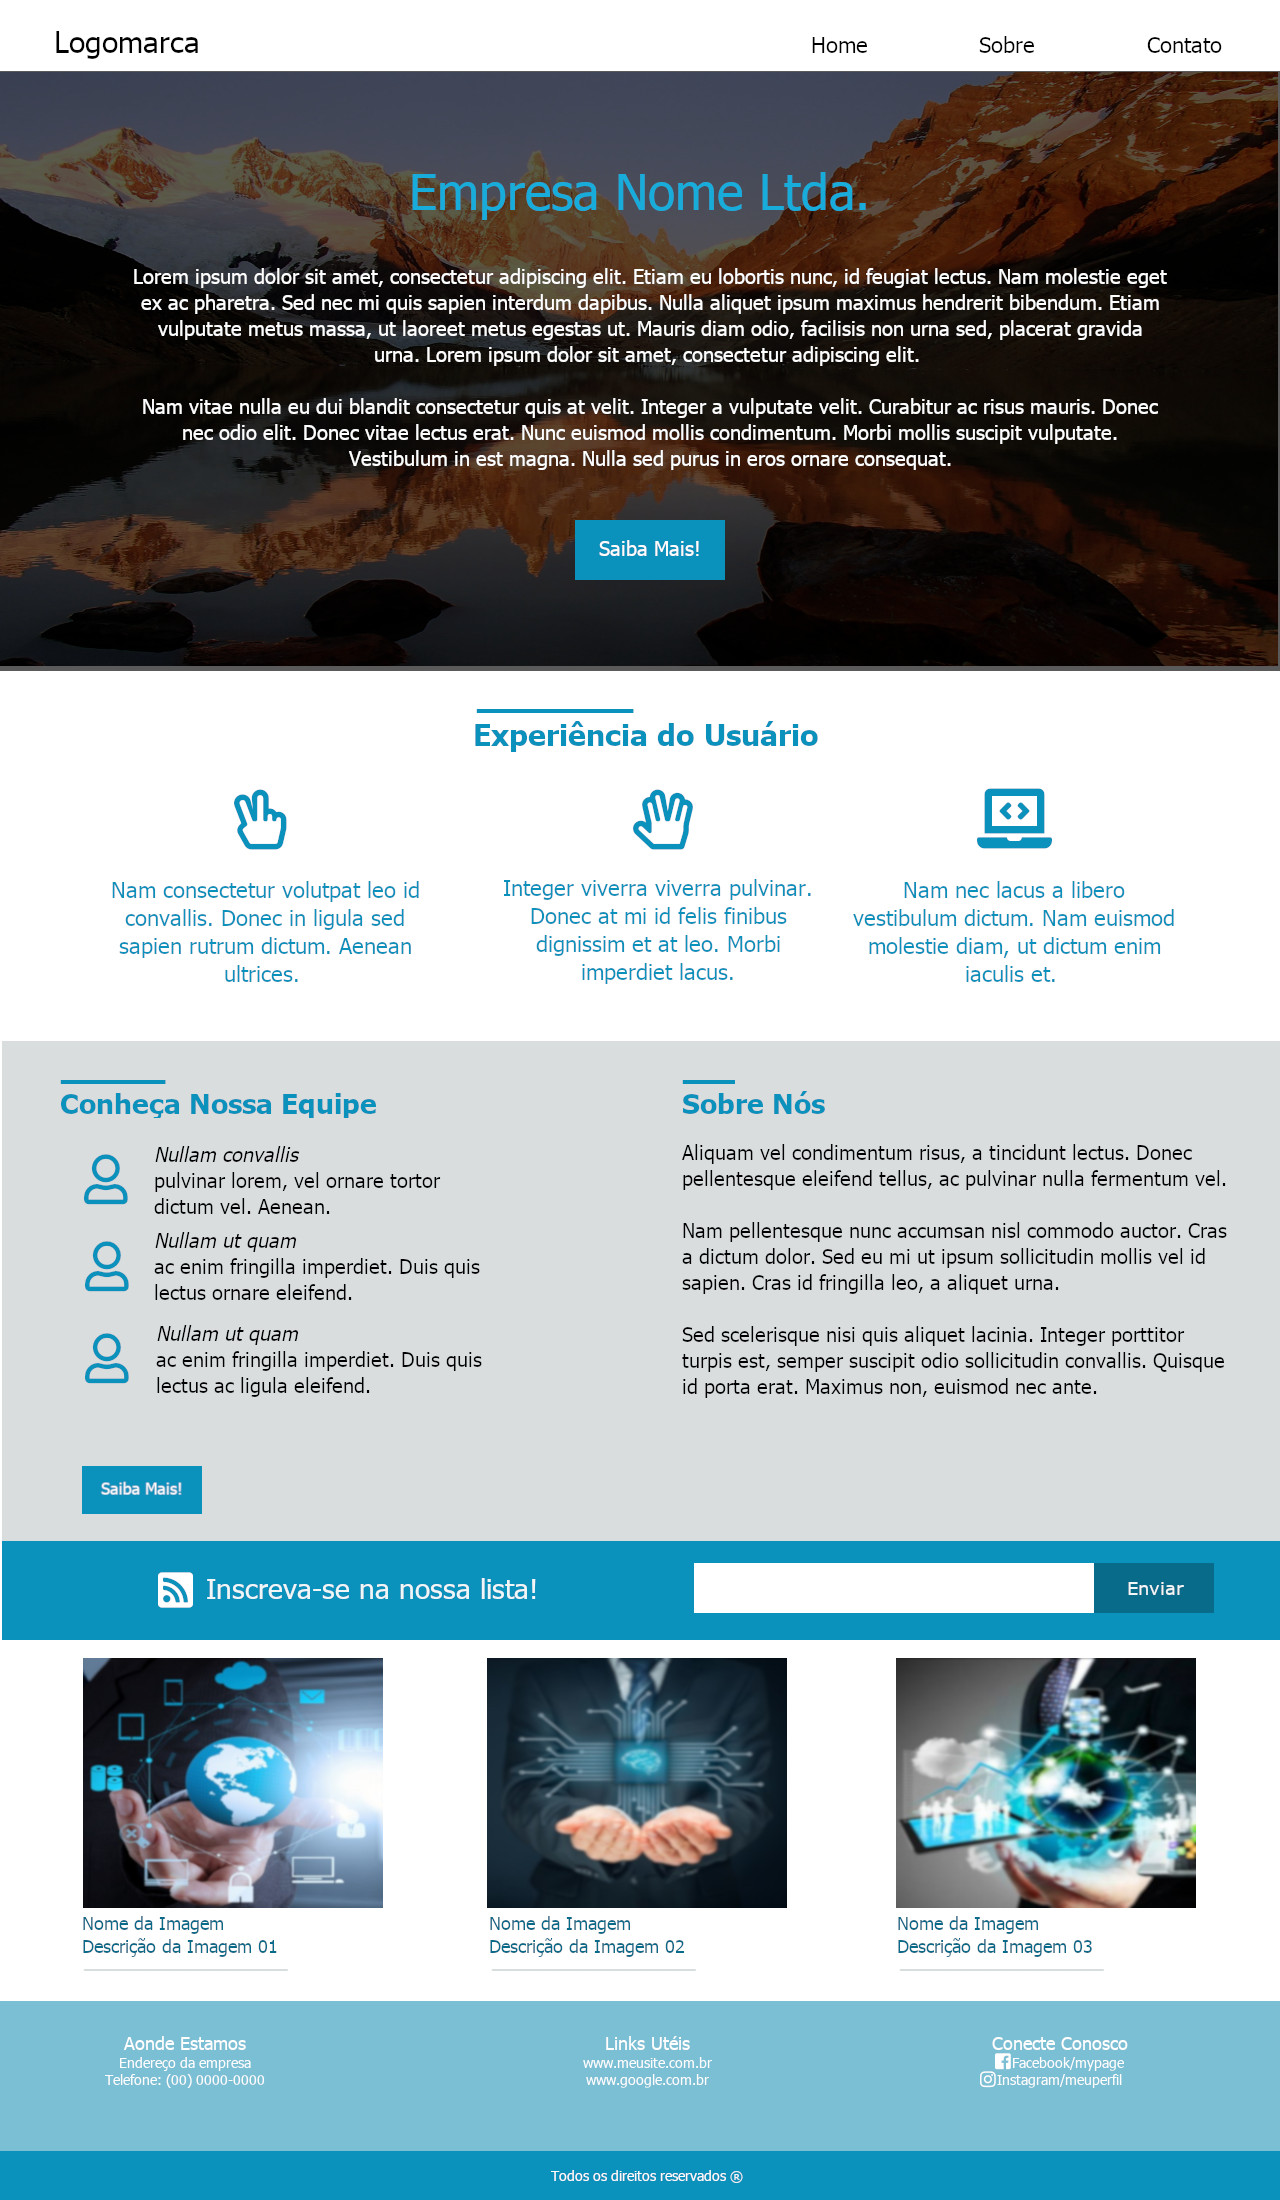 Logomarca
Home
Sobre
Contato
Empresa Nome Ltda.
Lorem ipsum dolor sit amet, consectetur adipiscing elit. Etiam eu lobortis nunc, id feugiat lectus. Nam molestie eget
ex ac pharetra. Sed nec mi quis sapien interdum dapibus. Nulla aliquet ipsum maximus hendrerit bibendum. Etiam
vulputate metus massa, ut laoreet metus egestas ut. Mauris diam odio, facilisis non urna sed, placerat gravida
urna. Lorem ipsum dolor sit amet, consectetur adipiscing elit.
Nam vitae nulla eu dui blandit consectetur quis at velit. Integer a vulputate velit. Curabitur ac risus mauris. Donec
nec odio elit. Donec vitae lectus erat. Nunc euismod mollis condimentum. Morbi mollis suscipit vulputate.
Vestibulum in est magna. Nulla sed purus in eros ornare consequat.
Saiba Mais!
Experiência do Usuário
Nam consectetur volutpat leo id
convallis. Donec in ligula sed
sapien rutrum dictum. Aenean
ultrices.
Integer viverra viverra pulvinar.
Donec at mi id felis finibus
dignissim et at leo. Morbi
imperdiet lacus.
Nam nec lacus a libero
vestibulum dictum. Nam euismod
molestie diam, ut dictum enim
iaculis et.
Conheça Nossa Equipe
Nullam convallis
pulvinar lorem, vel ornare tortor
dictum vel. Aenean.
Nullam ut quam
ac enim fringilla imperdiet. Duis quis
lectus ornare eleifend.
Nullam ut quam
ac enim fringilla imperdiet. Duis quis
lectus ac ligula eleifend.
Saiba Mais!
Sobre Nós
Aliquam vel condimentum risus, a tincidunt lectus. Donec
pellentesque eleifend tellus, ac pulvinar nulla fermentum vel.
Nam pellentesque nunc accumsan nisl commodo auctor. Cras
a dictum dolor. Sed eu mi ut ipsum sollicitudin mollis vel id
sapien. Cras id fringilla leo, a aliquet urna.
Sed scelerisque nisi quis aliquet lacinia. Integer porttitor
turpis est, semper suscipit odio sollicitudin convallis. Quisque
id porta erat. Maximus non, euismod nec ante.
Inscreva-se na nossa lista!
Enviar
Nome da Imagem
Descrição da Imagem 01
Nome da Imagem
Descrição da Imagem 02
Nome da Imagem
Descrição da Imagem 03
Aonde Estamos
Endereço da empresa
Telefone: (00) 0000-0000
Links Utéis
www.meusite.com.br
www.google.com.br
Conecte Conosco
Facebook/mypage
Instagram/meuperfil
Todos os direitos reservados ®